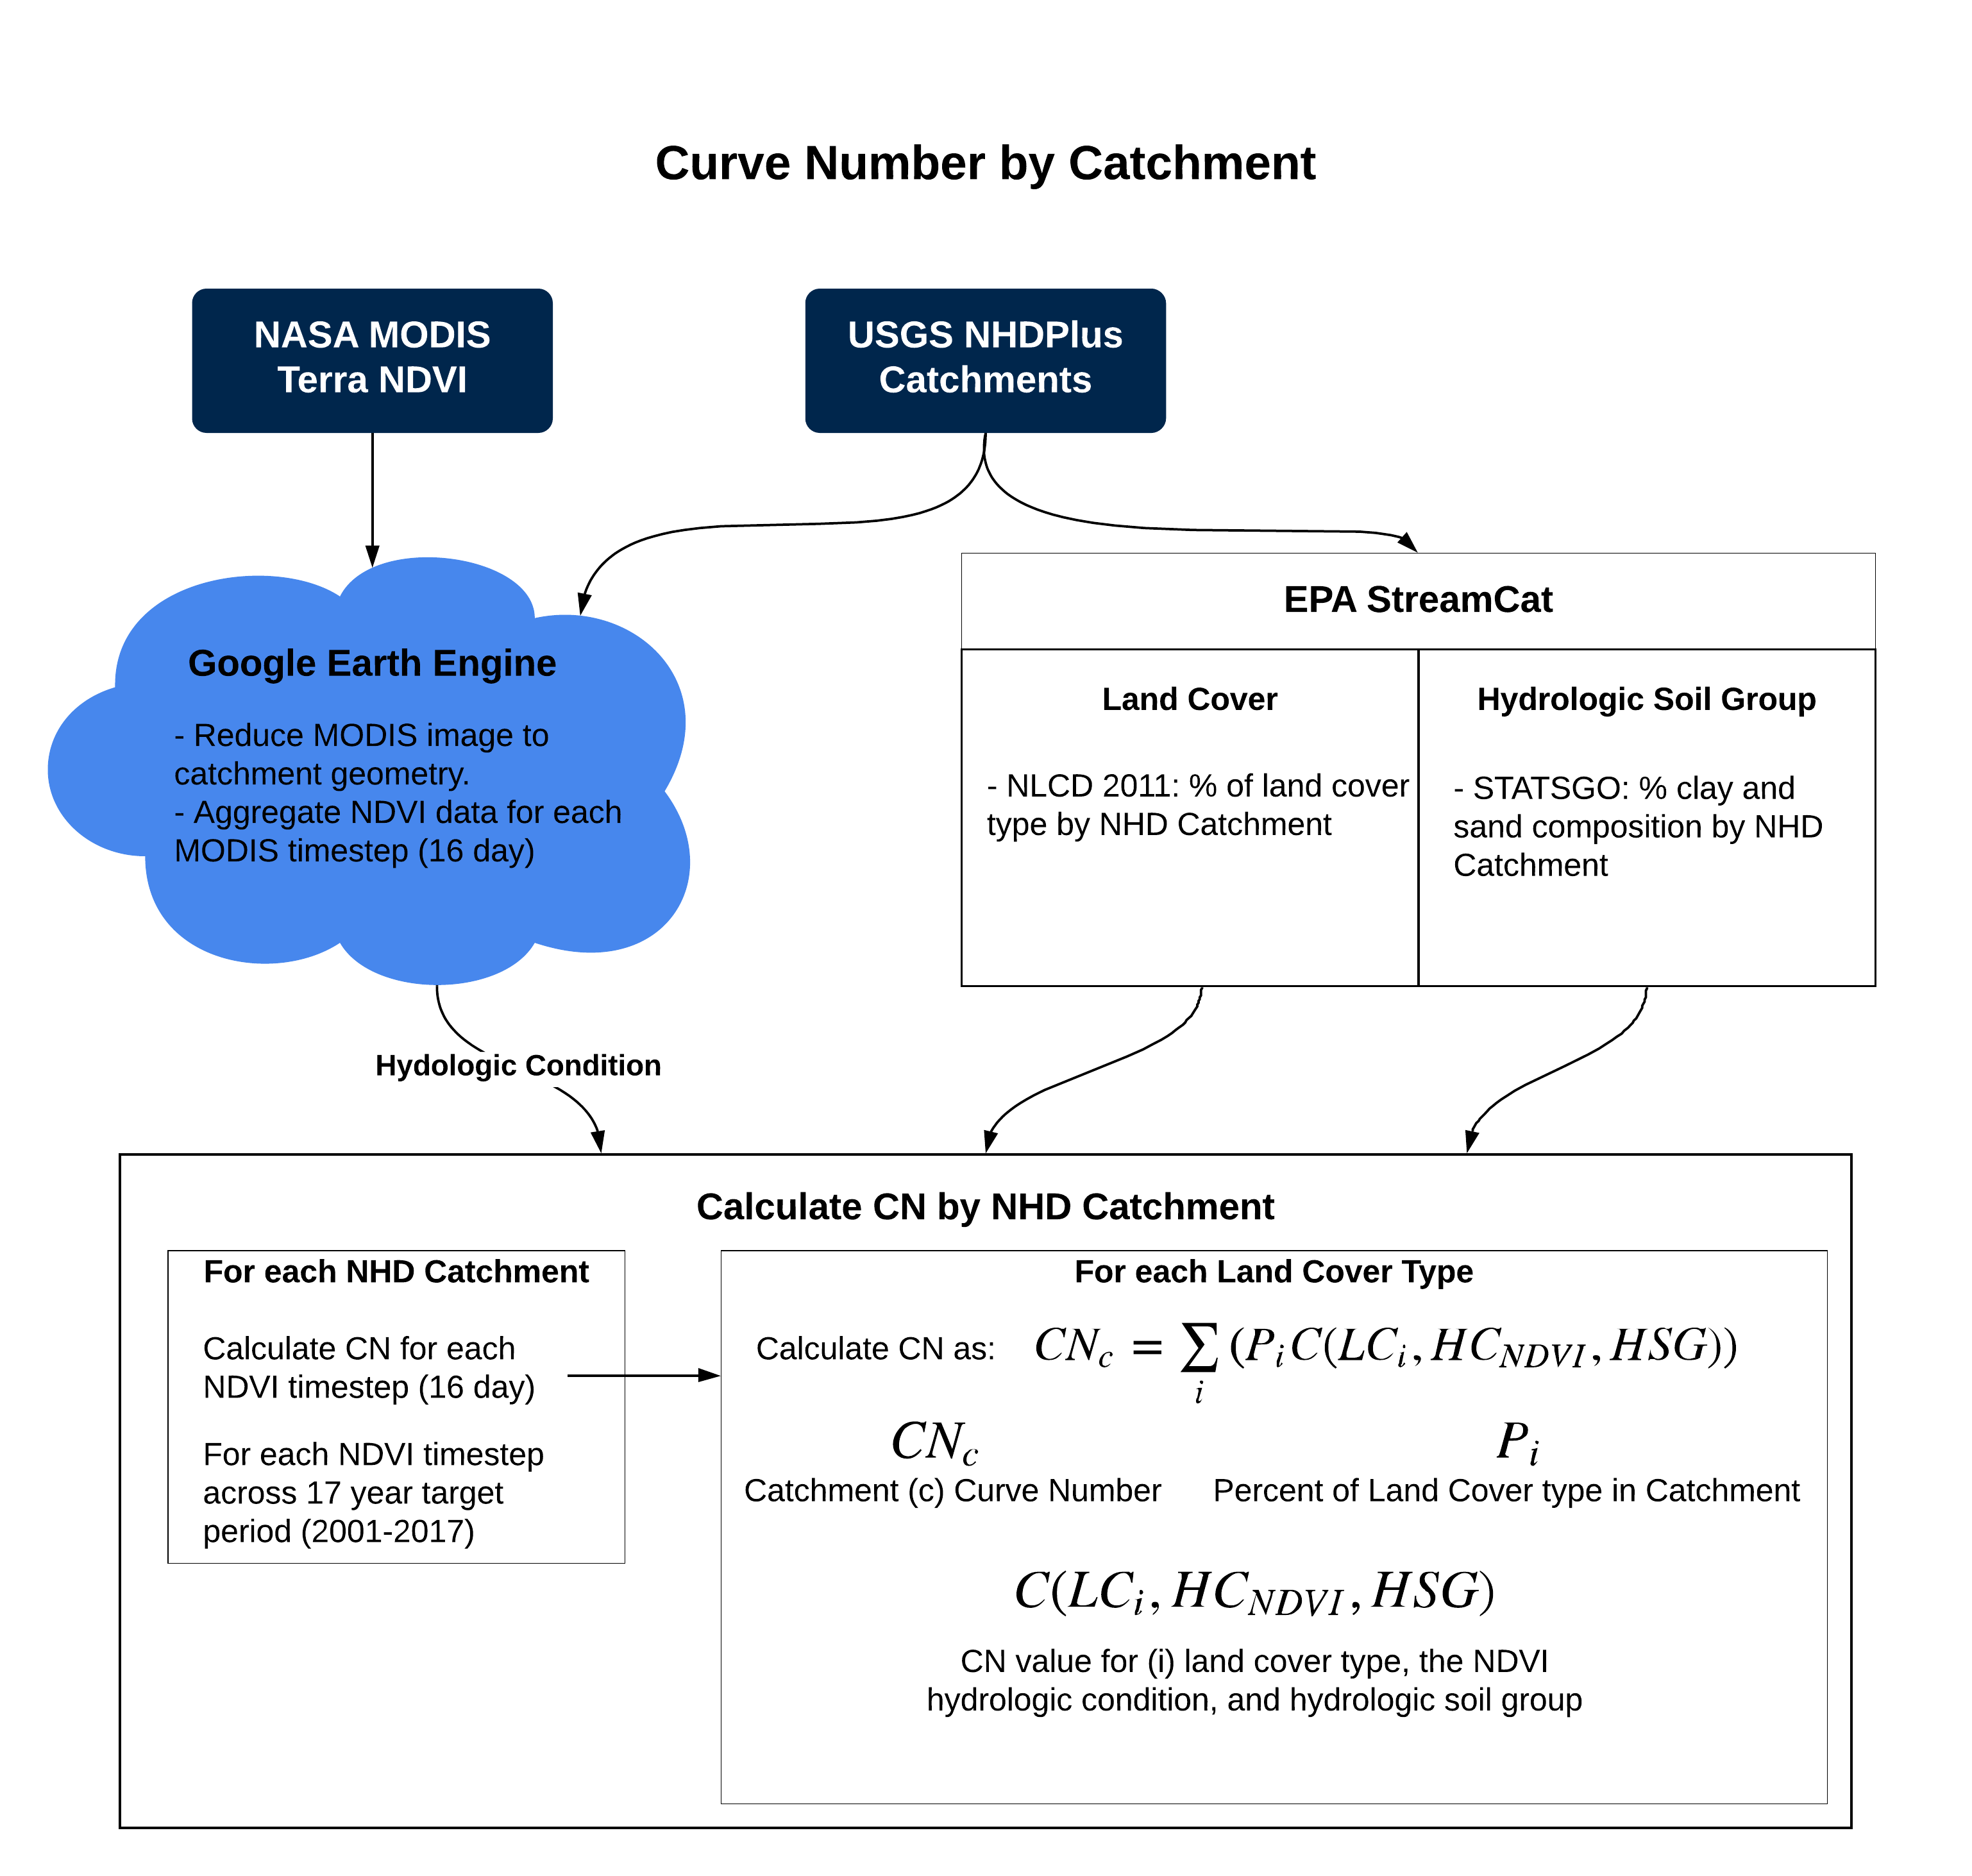 Curve Number by Catchment
NASA MODIS
Terra NDVI
USGS NHDPlus
Catchments
Google Earth Engine
- Reduce MODIS image to
catchment geometry.
- Aggregate NDVI data for each
MODIS timestep (16 day)
EPA StreamCat
Land Cover
- NLCD 2011: % of land cover
type by NHD Catchment
Hydrologic Soil Group
- STATSGO: % clay and
sand composition by NHD
Catchment
Hydologic Condition
Calculate CN by NHD Catchment
For each NHD Catchment
Calculate CN for each
NDVI timestep (16 day)
For each NDVI timestep
across 17 year target
period (2001-2017)
For each Land Cover Type
Calculate CN as: $CN_c = \sum_i (P_i C(LC_i, HC_{NDVI}, HSG))$
$CN_c$
Catchment (c) Curve Number
$P_i$
Percent of Land Cover type in Catchment
$C(LC_i, HC_{NDVI}, HSG)$
CN value for (i) land cover type, the NDVI
hydrologic condition, and hydrologic soil group